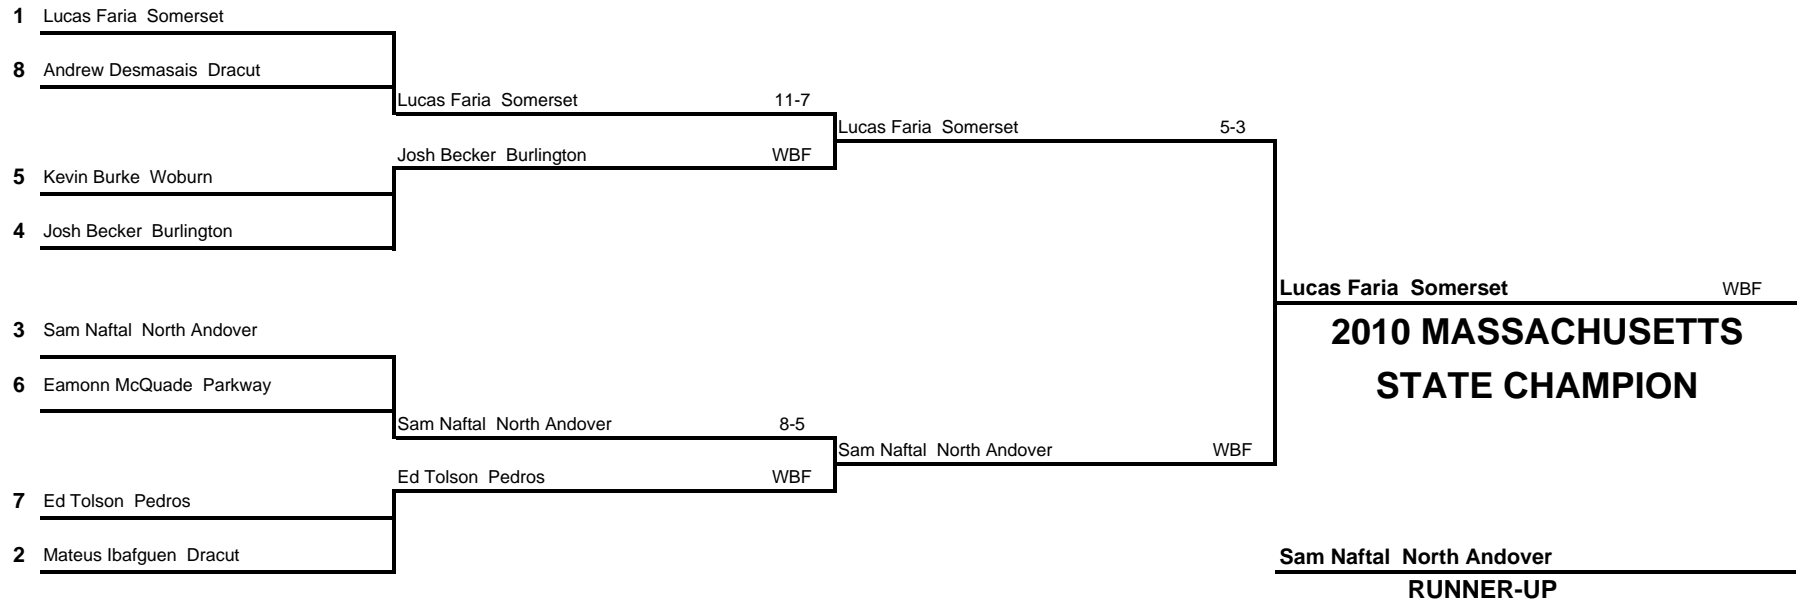 1 Lucas Faria Somerset
8 Andrew Desmasais Dracut
Lucas Faria Somerset 11-7
Lucas Faria Somerset 5-3
Josh Becker Burlington WBF
5 Kevin Burke Woburn
4 Josh Becker Burlington
Lucas Faria Somerset WBF
2010 MASSACHUSETTS
STATE CHAMPION
3 Sam Naftal North Andover
6 Eamonn McQuade Parkway
Sam Naftal North Andover 8-5
Sam Naftal North Andover WBF
Ed Tolson Pedros WBF
7 Ed Tolson Pedros
2 Mateus Ibafguen Dracut
Sam Naftal North Andover
RUNNER-UP